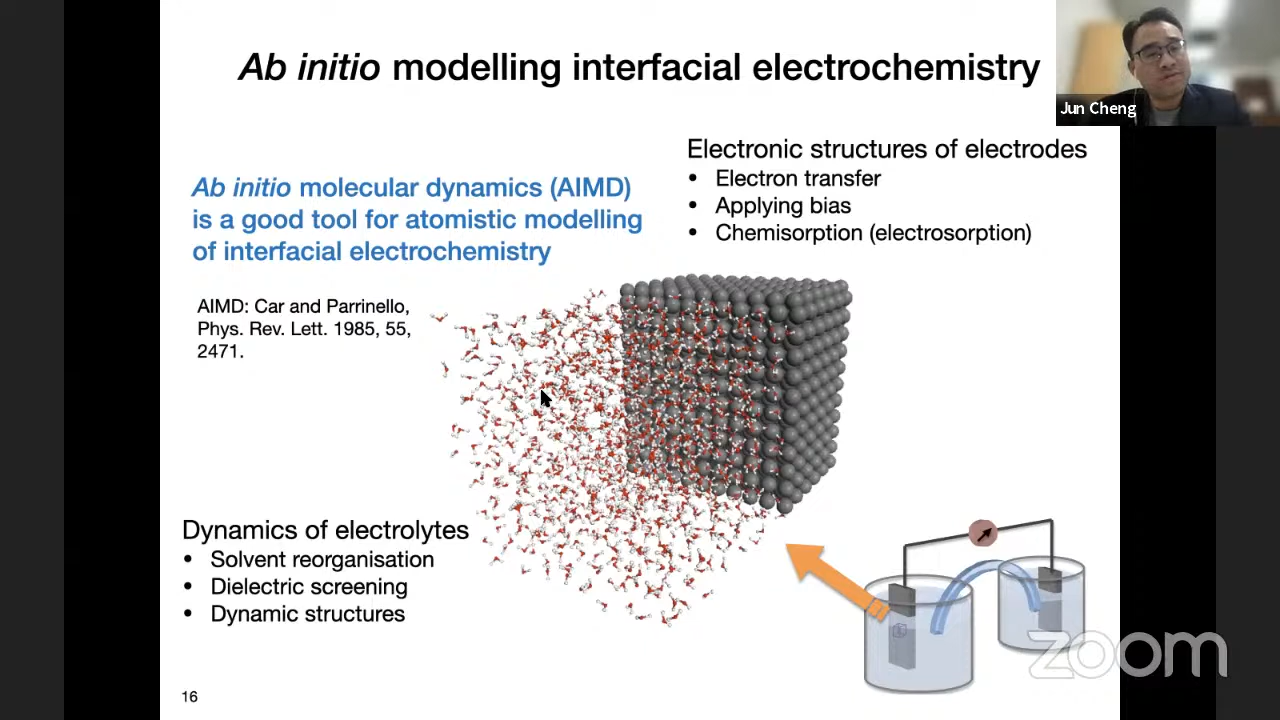 Ab initio modelling interfacial electrochemistry
Jun Cheng
Ab initio molecular dynamics (AIMD)
is a good tool for atomistic modelling
of interfacial electrochemistry
AIMD: Car and Parrinello,
Phys. Rev. Lett. 1985, 55,
2471.
Electronic structures of electrodes
• Electron transfer
• Applying bias
• Chemisorption (electrosorption)
Dynamics of electrolytes
• Solvent reorganisation
• Dielectric screening
• Dynamic structures
16
zoom